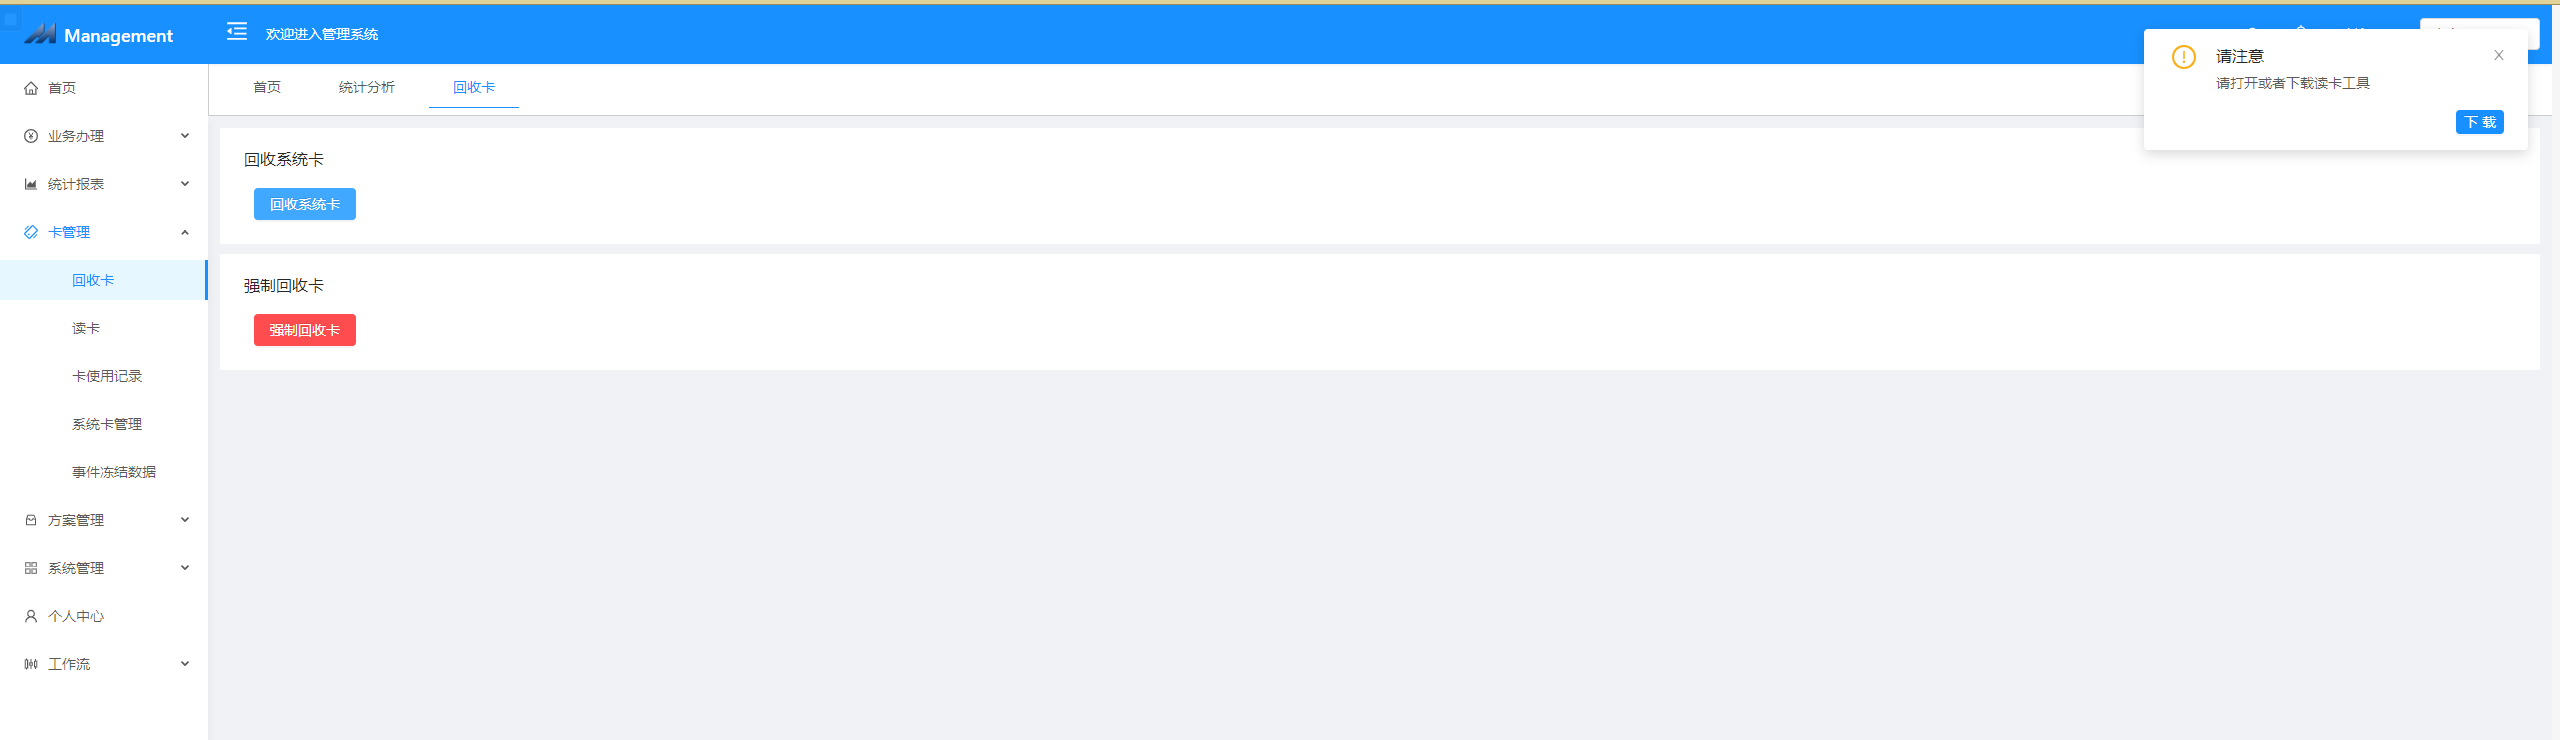 Management
欢迎进入管理系统
请注意
请打开或者下载读卡工具
下 载
首页
业务办理
统计报表
卡管理
回收卡
读卡
卡使用记录
系统卡管理
事件冻结数据
方案管理
系统管理
个人中心
工作流
首页 统计分析 回收卡
回收系统卡
回收系统卡
强制回收卡
强制回收卡